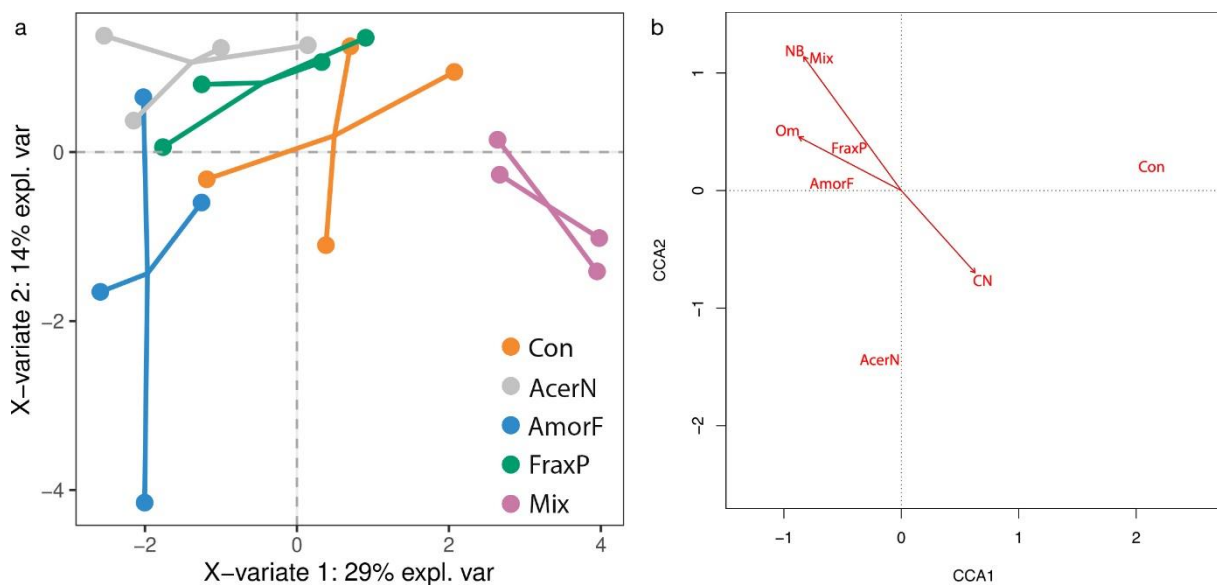 a
X-variate 2: 14% expl. var
0
-2
-4
-2
0
2
4
X-variate 1: 29% expl. var
Con
AcerN
AmorF
FraxP
Mix
b
CCA2
1
0
-1
-2
-1
0
1
2
CCA1
NB
Mix
Om
FraxP
AmorF
Con
CN
AcerN